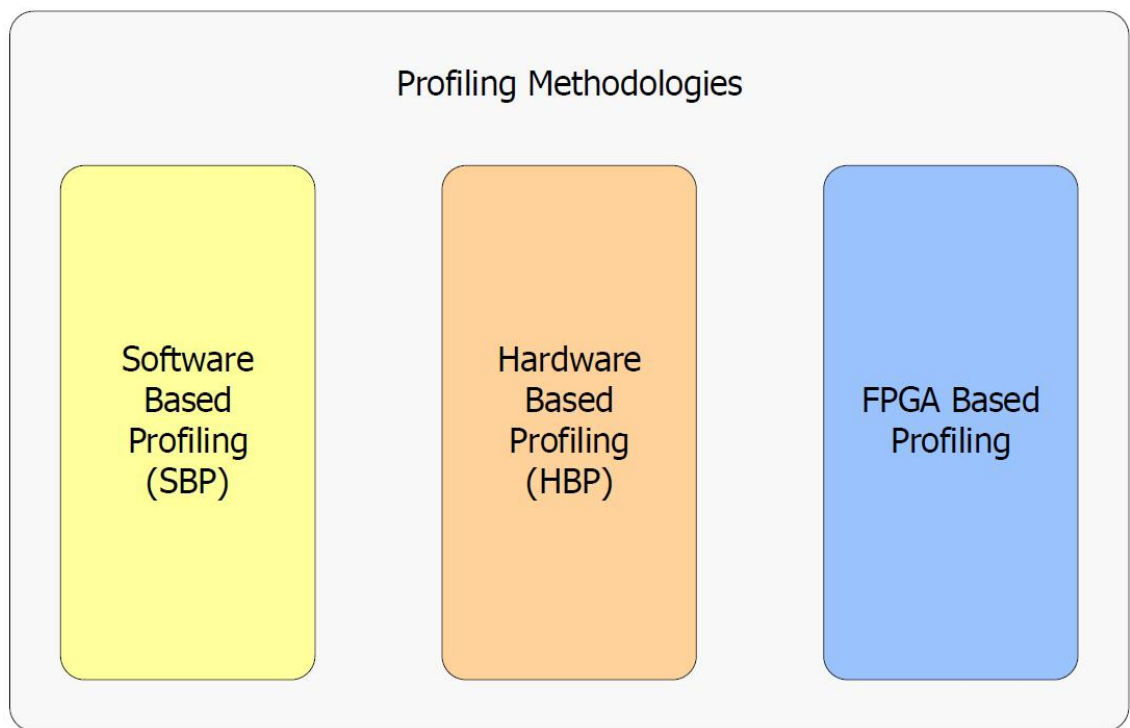 Profiling Methodologies
Software
Based
Profiling
(SBP)
Hardware
Based
Profiling
(HBP)
FPGA Based
Profiling